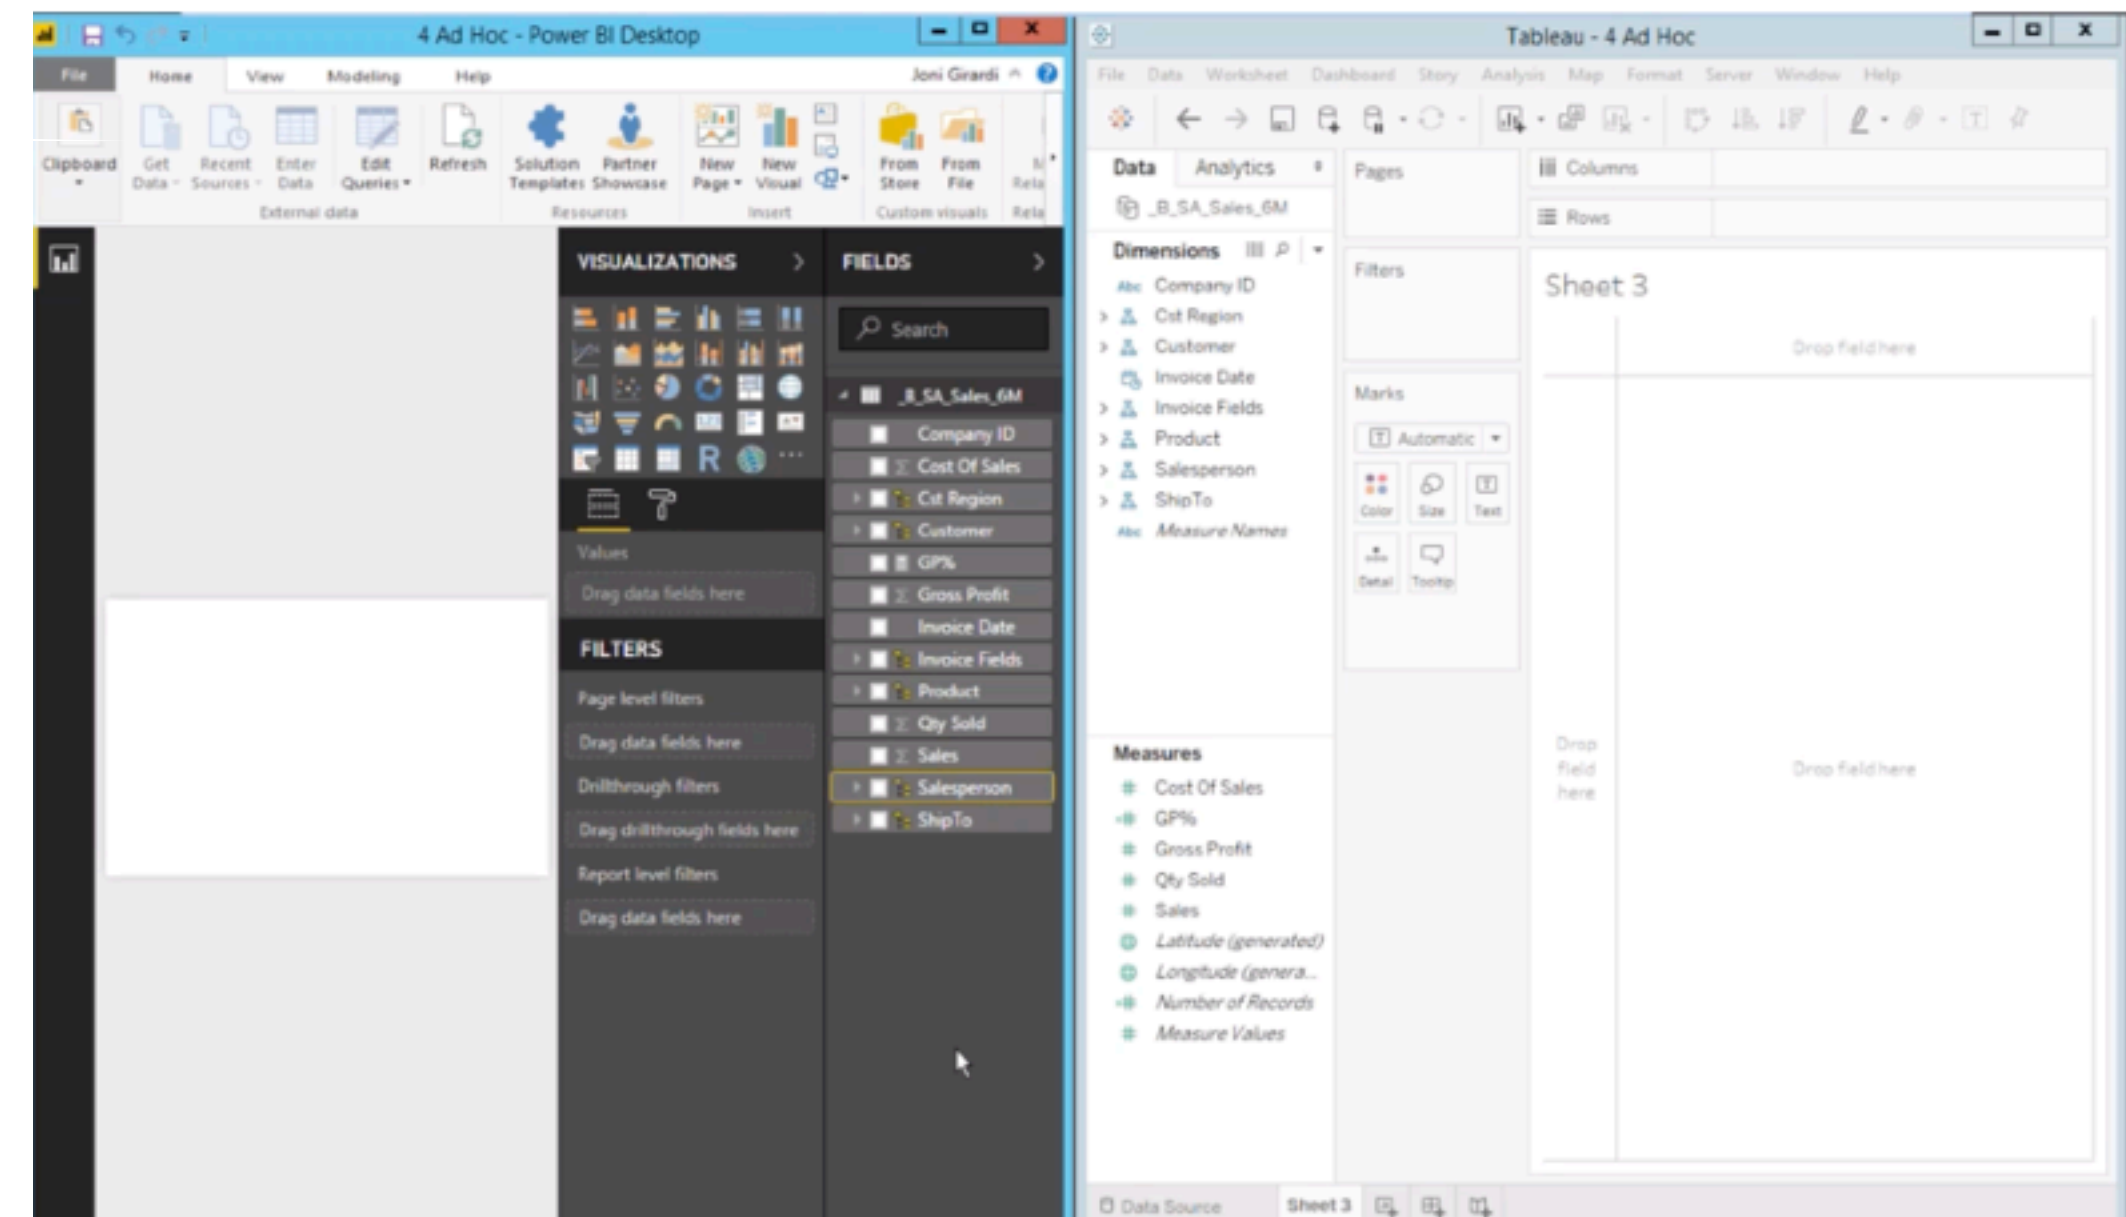 4 Ad Hoc - Power BI Desktop
File Home View Modeling Help
Joni Girardi
Clipboard
Get Data
Recent Sources
Enter Data
Edit Queries
Refresh
Solution Templates
Partner Showcase
New Page
New Visual
From Store
From File
Rela
External data
Resources
Insert
Custom visuals
Rela
VISUALIZATIONS
R
Values
Drag data fields here
FILTERS
Page level filters
Drag data fields here
Drillthrough filters
Drag drillthrough fields here
Report level filters
Drag data fields here
FIELDS
Search
_B_SA_Sales_6M
Company ID
Σ Cost Of Sales
Cst Region
Customer
GP%
Σ Gross Profit
Invoice Date
Invoice Fields
Product
Σ Qty Sold
Σ Sales
Salesperson
ShipTo
Tableau - 4 Ad Hoc
File Data Worksheet Dashboard Story Analysis Map Format Server Window Help
Data Analytics
_B_SA_Sales_6M
Dimensions
Abc Company ID
Cst Region
Customer
Invoice Date
Invoice Fields
Product
Salesperson
ShipTo
Abc Measure Names
Measures
# Cost Of Sales
=# GP%
# Gross Profit
# Qty Sold
# Sales
Latitude (generated)
Longitude (genera...
=# Number of Records
# Measure Values
Pages
Filters
Marks
Automatic
Color Size Text
Detail Tooltip
Columns
Rows
Sheet 3
Drop field here
Drop
field
here
Drop field here
Data Source Sheet 3